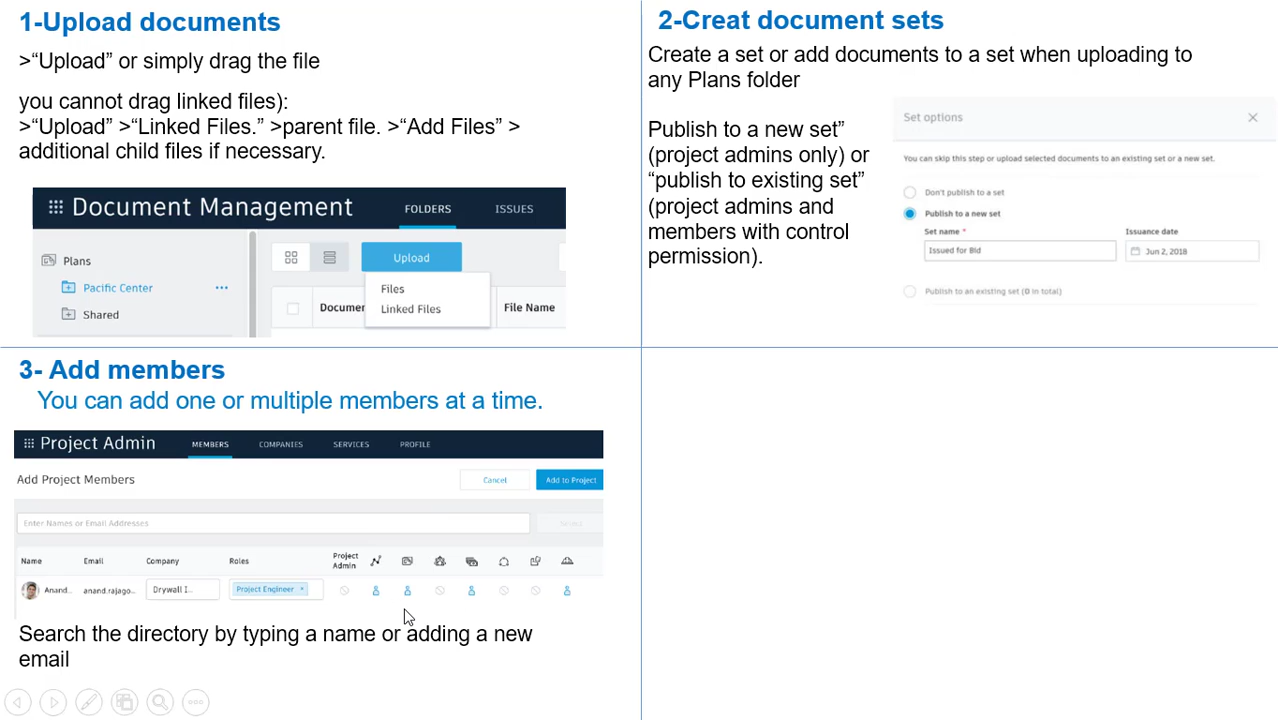 1-Upload documents
>“Upload” or simply drag the file
you cannot drag linked files):
>“Upload” >“Linked Files.” >parent file. >“Add Files” >
additional child files if necessary.
Document Management
FOLDERS
ISSUES
Plans
Pacific Center
Shared
Upload
Files
Linked Files
Documen
File Name
2-Creat document sets
Create a set or add documents to a set when uploading to
any Plans folder
Publish to a new set”
(project admins only) or
“publish to existing set”
(project admins and
members with control
permission).
Set options
You can skip this step or upload selected documents to an existing set or a new set.
Don't publish to a set
Publish to a new set
Set name *
Issuance date
Issued for Bid
Jun 2, 2018
Publish to an existing set (0 in total)
3- Add members
You can add one or multiple members at a time.
Project Admin
MEMBERS
COMPANIES
SERVICES
PROFILE
Add Project Members
Cancel
Add to Project
Enter Names or Email Addresses
Name
Email
Company
Roles
Project
Admin
Anand..
anand.rajago..
Drywall I...
Project Engineer
Search the directory by typing a name or adding a new
email